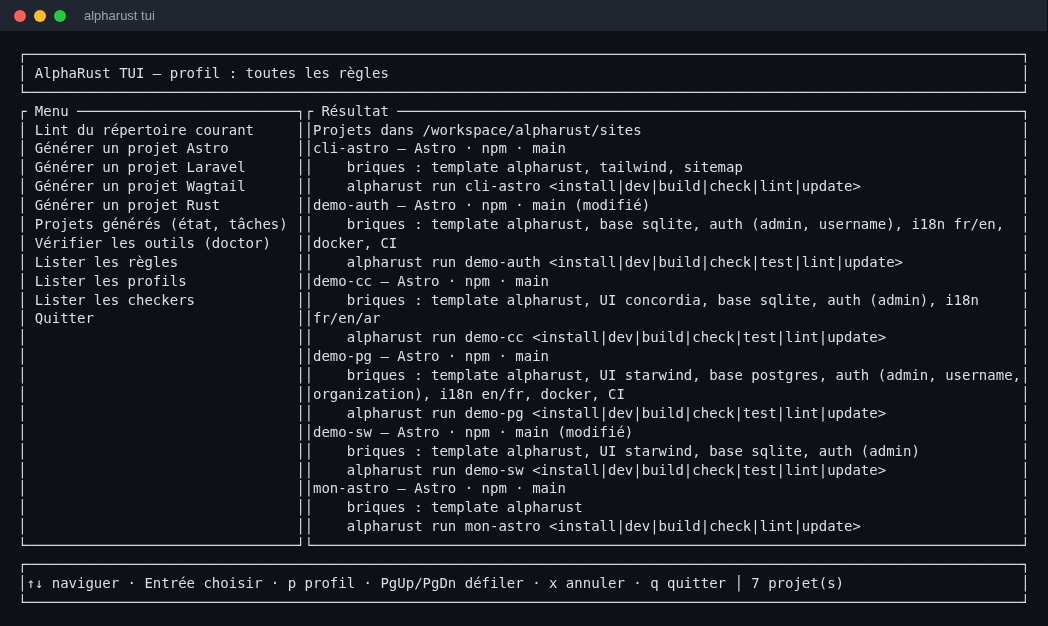 alpharust tui
AlphaRust TUI — profil : toutes les règles
Menu
Lint du répertoire courant
Générer un projet Astro
Générer un projet Laravel
Générer un projet Wagtail
Générer un projet Rust
Projets générés (état, tâches)
Vérifier les outils (doctor)
Lister les règles
Lister les profils
Lister les checkers
Quitter
Résultat
Projets dans /workspace/alpharust/sites
cli-astro — Astro · npm · main
briques : template alpharust, tailwind, sitemap
alpharust run cli-astro <install|dev|build|check|lint|update>
demo-auth — Astro · npm · main (modifié)
briques : template alpharust, base sqlite, auth (admin, username), i18n fr/en,
docker, CI
alpharust run demo-auth <install|dev|build|check|test|lint|update>
demo-cc — Astro · npm · main
briques : template alpharust, UI concordia, base sqlite, auth (admin), i18n
fr/en/ar
alpharust run demo-cc <install|dev|build|check|test|lint|update>
demo-pg — Astro · npm · main
briques : template alpharust, UI starwind, base postgres, auth (admin, username,
organization), i18n en/fr, docker, CI
alpharust run demo-pg <install|dev|build|check|test|lint|update>
demo-sw — Astro · npm · main (modifié)
briques : template alpharust, UI starwind, base sqlite, auth (admin)
alpharust run demo-sw <install|dev|build|check|test|lint|update>
mon-astro — Astro · npm · main
briques : template alpharust
alpharust run mon-astro <install|dev|build|check|lint|update>
↑↓ naviguer · Entrée choisir · p profil · PgUp/PgDn défiler · x annuler · q quitter │ 7 projet(s)